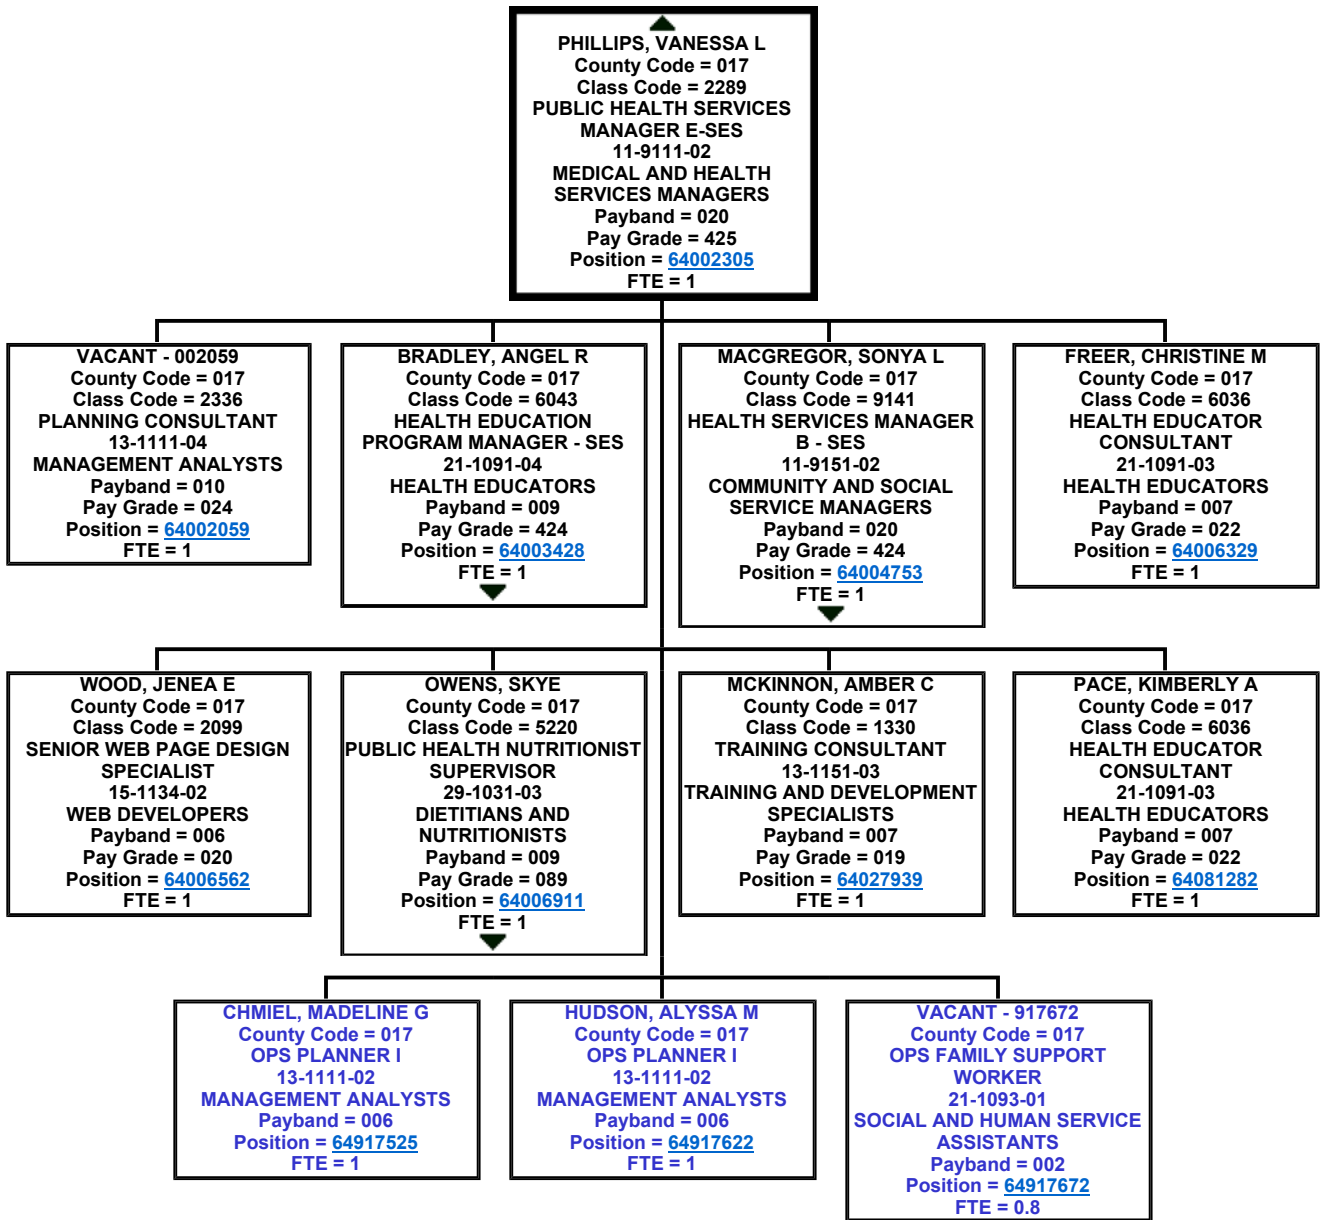 PHILLIPS, VANESSA L
County Code = 017
Class Code = 2289
PUBLIC HEALTH SERVICES
MANAGER E-SES
11-9111-02
MEDICAL AND HEALTH
SERVICES MANAGERS
Payband = 020
Pay Grade = 425
Position = 64002305
FTE = 1
VACANT - 002059
County Code = 017
Class Code = 2336
PLANNING CONSULTANT
13-1111-04
MANAGEMENT ANALYSTS
Payband = 010
Pay Grade = 024
Position = 64002059
FTE = 1
BRADLEY, ANGEL R
County Code = 017
Class Code = 6043
HEALTH EDUCATION
PROGRAM MANAGER - SES
21-1091-04
HEALTH EDUCATORS
Payband = 009
Pay Grade = 424
Position = 64003428
FTE = 1
MACGREGOR, SONYA L
County Code = 017
Class Code = 9141
HEALTH SERVICES MANAGER
B - SES
11-9151-02
COMMUNITY AND SOCIAL
SERVICE MANAGERS
Payband = 020
Pay Grade = 424
Position = 64004753
FTE = 1
FREER, CHRISTINE M
County Code = 017
Class Code = 6036
HEALTH EDUCATOR
CONSULTANT
21-1091-03
HEALTH EDUCATORS
Payband = 007
Pay Grade = 022
Position = 64006329
FTE = 1
WOOD, JENEA E
County Code = 017
Class Code = 2099
SENIOR WEB PAGE DESIGN
SPECIALIST
15-1134-02
WEB DEVELOPERS
Payband = 006
Pay Grade = 020
Position = 64006562
FTE = 1
OWENS, SKYE
County Code = 017
Class Code = 5220
PUBLIC HEALTH NUTRITIONIST
SUPERVISOR
29-1031-03
DIETITIANS AND
NUTRITIONISTS
Payband = 009
Pay Grade = 089
Position = 64006911
FTE = 1
MCKINNON, AMBER C
County Code = 017
Class Code = 1330
TRAINING CONSULTANT
13-1151-03
TRAINING AND DEVELOPMENT
SPECIALISTS
Payband = 007
Pay Grade = 019
Position = 64027939
FTE = 1
PACE, KIMBERLY A
County Code = 017
Class Code = 6036
HEALTH EDUCATOR
CONSULTANT
21-1091-03
HEALTH EDUCATORS
Payband = 007
Pay Grade = 022
Position = 64081282
FTE = 1
CHMIEL, MADELINE G
County Code = 017
OPS PLANNER I
13-1111-02
MANAGEMENT ANALYSTS
Payband = 006
Position = 64917525
FTE = 1
HUDSON, ALYSSA M
County Code = 017
OPS PLANNER I
13-1111-02
MANAGEMENT ANALYSTS
Payband = 006
Position = 64917622
FTE = 1
VACANT - 917672
County Code = 017
OPS FAMILY SUPPORT
WORKER
21-1093-01
SOCIAL AND HUMAN SERVICE
ASSISTANTS
Payband = 002
Position = 64917672
FTE = 0.8